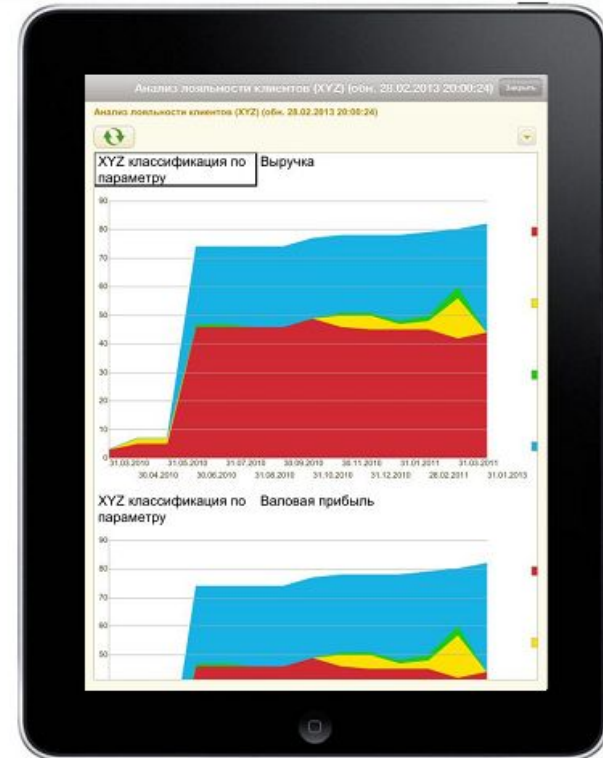 Анализ лояльности клиентов (XYZ) (обн. 28.02.2013 20:00:24) Закрыть
Анализ лояльности клиентов (XYZ) (обн. 28.02.2013 20:00:24)
XYZ классификация по Выручка
параметру
90
80
70
60
50
40
30
20
10
0
31.03.2010 31.05.2010 31.07.2010 30.09.2010 30.11.2010 31.01.2011 31.03.2011
30.04.2010 30.06.2010 31.08.2010 31.10.2010 31.12.2010 28.02.2011 31.01.2013
XYZ классификация по Валовая прибыль
параметру
90
80
70
60
50